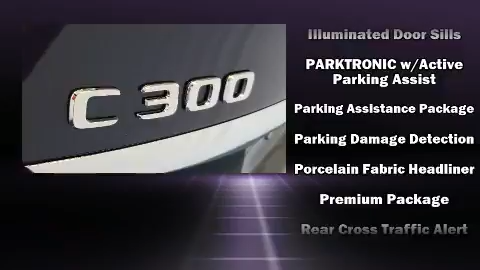 C 300
Illuminated Door Sills
PARKTRONIC w/Active
Parking Assist
Parking Assistance Package
Parking Damage Detection
Porcelain Fabric Headliner
Premium Package
Rear Cross Traffic Alert